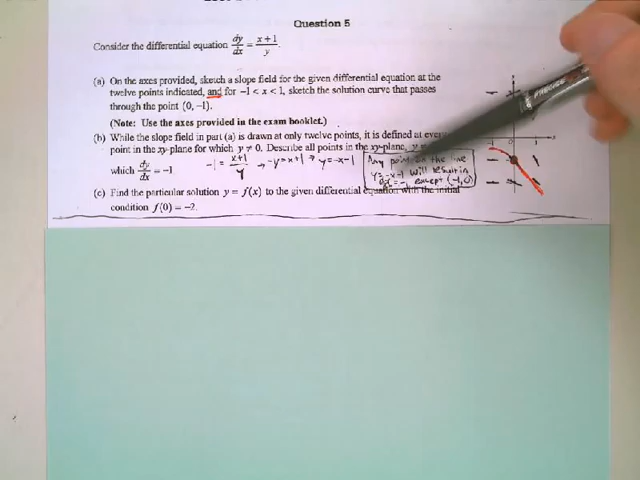 Question 5
Consider the differential equation dy/dx = x+1/y.
(a) On the axes provided, sketch a slope field for the given differential equation at the
twelve points indicated, and for −1 < x < 1, sketch the solution curve that passes
through the point (0, −1).
(Note: Use the axes provided in the exam booklet.)
(b) While the slope field in part (a) is drawn at only twelve points, it is defined at every
point in the xy-plane for which y ≠ 0. Describe all points in the xy-plane, y
which dy/dx = −1
-1 = x+1/y → -y = x+1 → y = -x-1
Any point on the line
y = -x-1 will result in
dy/dx = -1 except (-1,0)
(c) Find the particular solution y = f(x) to the given differential equation with the initial
condition f(0) = −2.